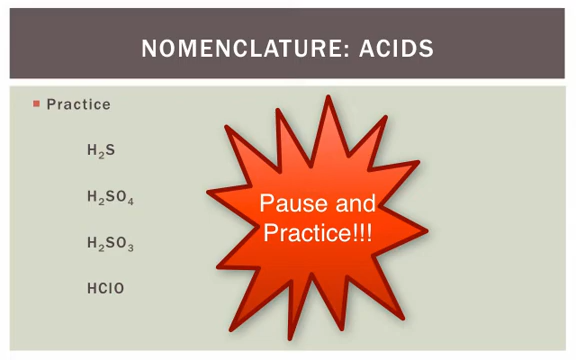 NOMENCLATURE: ACIDS
Practice
H₂S
H₂SO₄
H₂SO₃
HClO
Pause and
Practice!!!